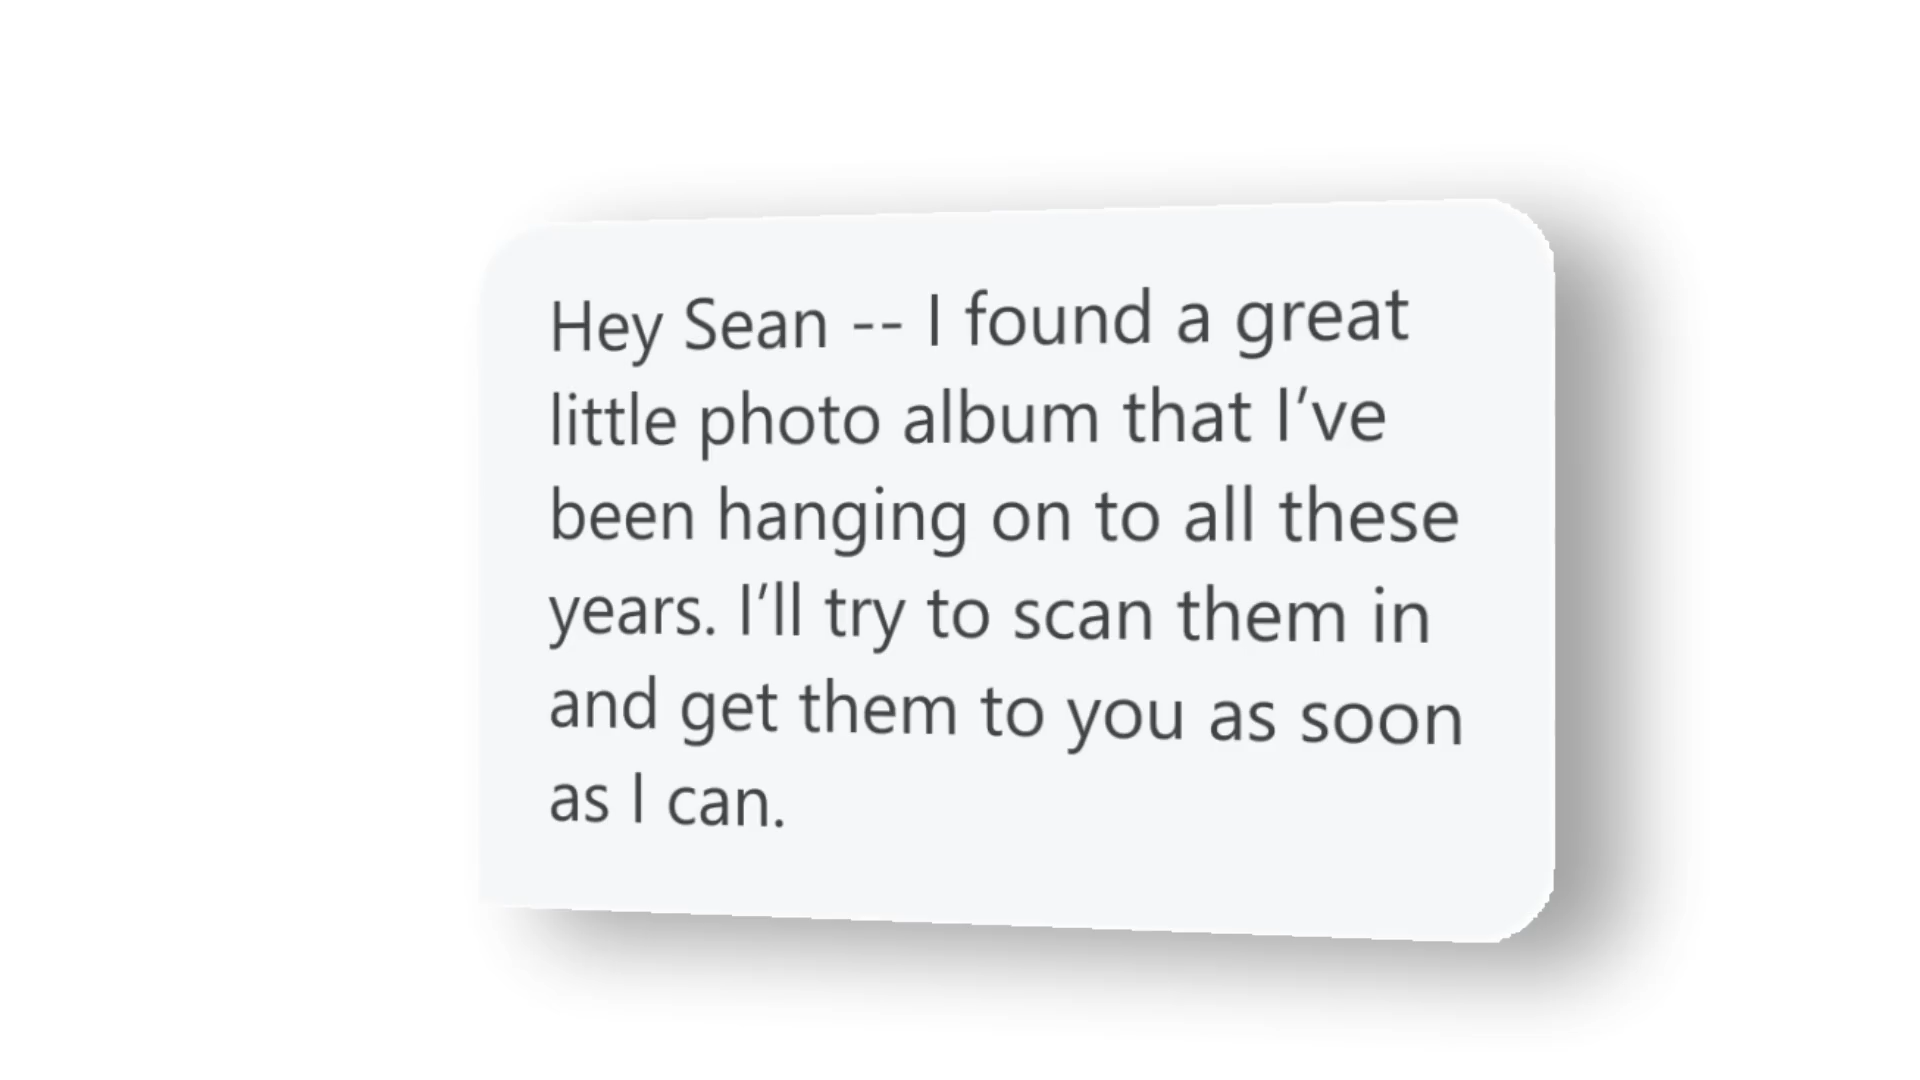 Hey Sean -- I found a great
little photo album that I’ve
been hanging on to all these
years. I’ll try to scan them in
and get them to you as soon
as I can.